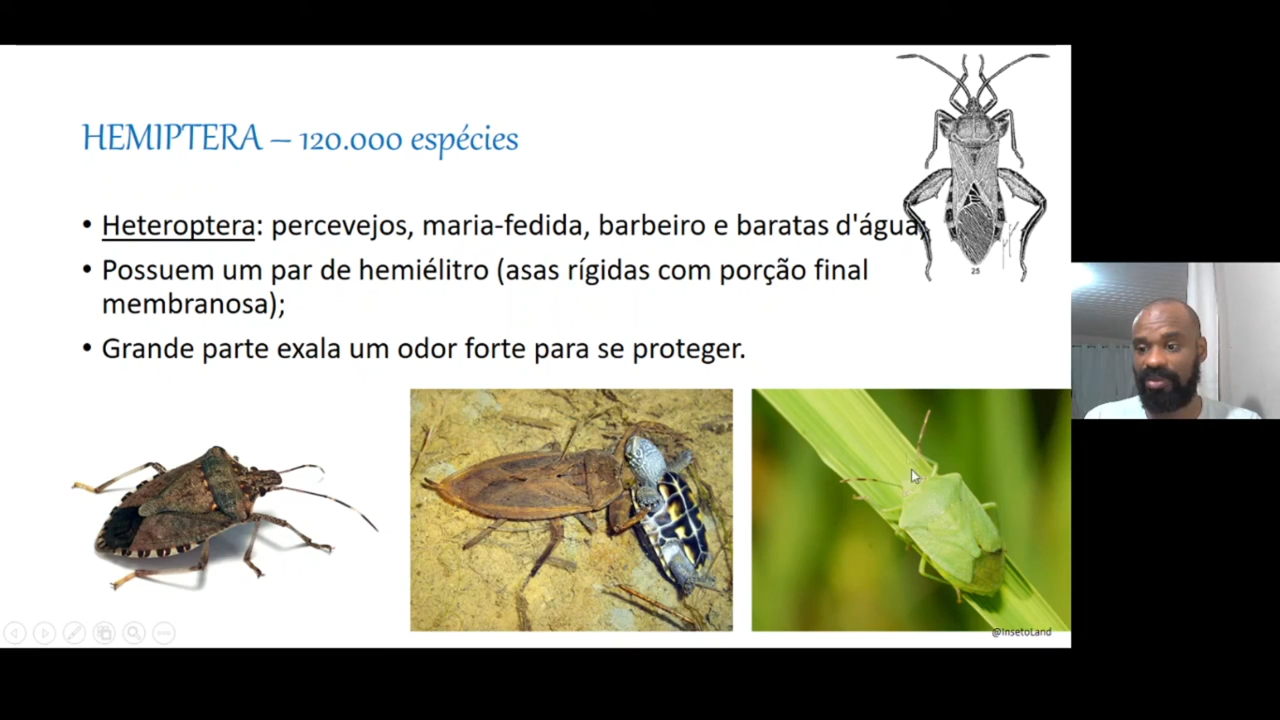 HEMIPTERA – 120.000 espécies
• Heteroptera: percevejos, maria-fedida, barbeiro e baratas d'água;
• Possuem um par de hemiélitro (asas rígidas com porção final
membranosa);
• Grande parte exala um odor forte para se proteger.
25
@InsetoLand